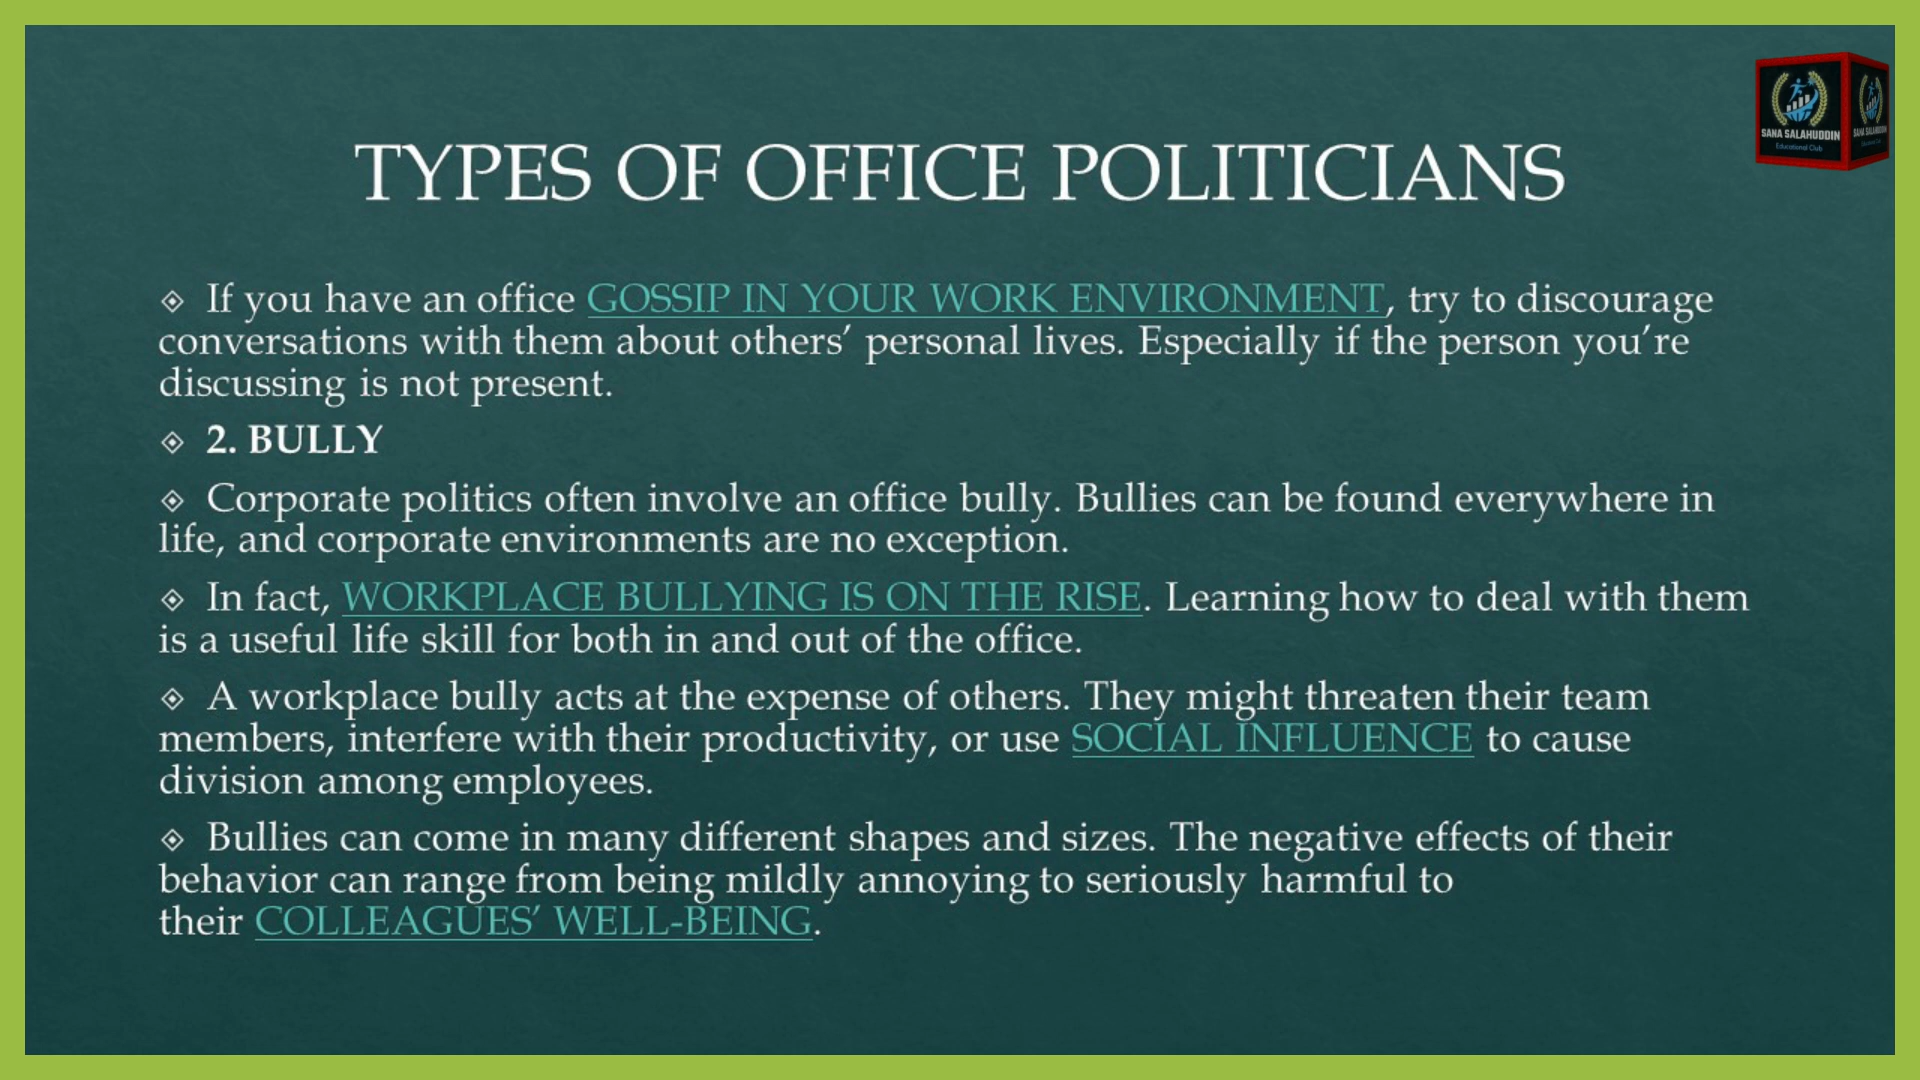 SANA SALAHUDDIN
Educational Club
SANA SALAHUDDIN
Educational Club
TYPES OF OFFICE POLITICIANS
If you have an office GOSSIP IN YOUR WORK ENVIRONMENT, try to discourage
conversations with them about others’ personal lives. Especially if the person you’re
discussing is not present.
2. BULLY
Corporate politics often involve an office bully. Bullies can be found everywhere in
life, and corporate environments are no exception.
In fact, WORKPLACE BULLYING IS ON THE RISE. Learning how to deal with them
is a useful life skill for both in and out of the office.
A workplace bully acts at the expense of others. They might threaten their team
members, interfere with their productivity, or use SOCIAL INFLUENCE to cause
division among employees.
Bullies can come in many different shapes and sizes. The negative effects of their
behavior can range from being mildly annoying to seriously harmful to
their COLLEAGUES’ WELL-BEING.